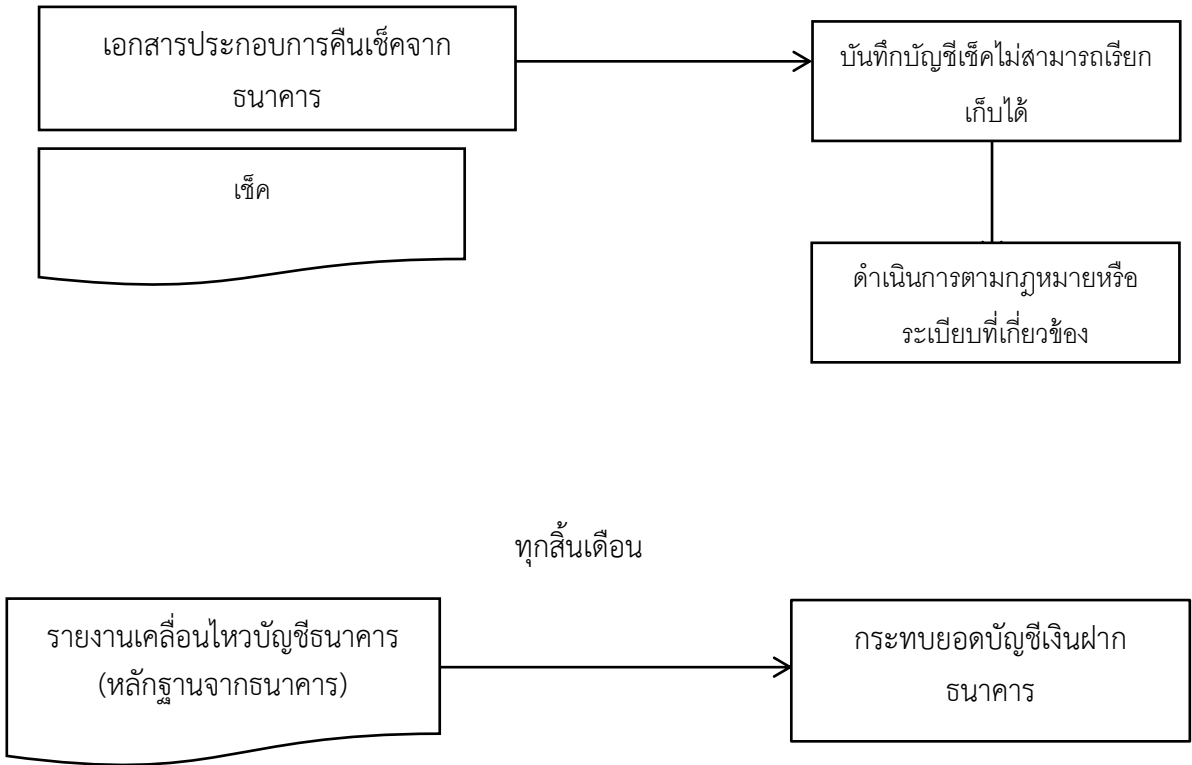 เอกสารประกอบการคืนเช็คจาก
ธนาคาร
บันทึกบัญชีเช็คไม่สามารถเรียก
เก็บได้
เช็ค
ดำเนินการตามกฎหมายหรือ
ระเบียบที่เกี่ยวข้อง
ทุกสิ้นเดือน
รายงานเคลื่อนไหวบัญชีธนาคาร
(หลักฐานจากธนาคาร)
กระทบยอดบัญชีเงินฝาก
ธนาคาร